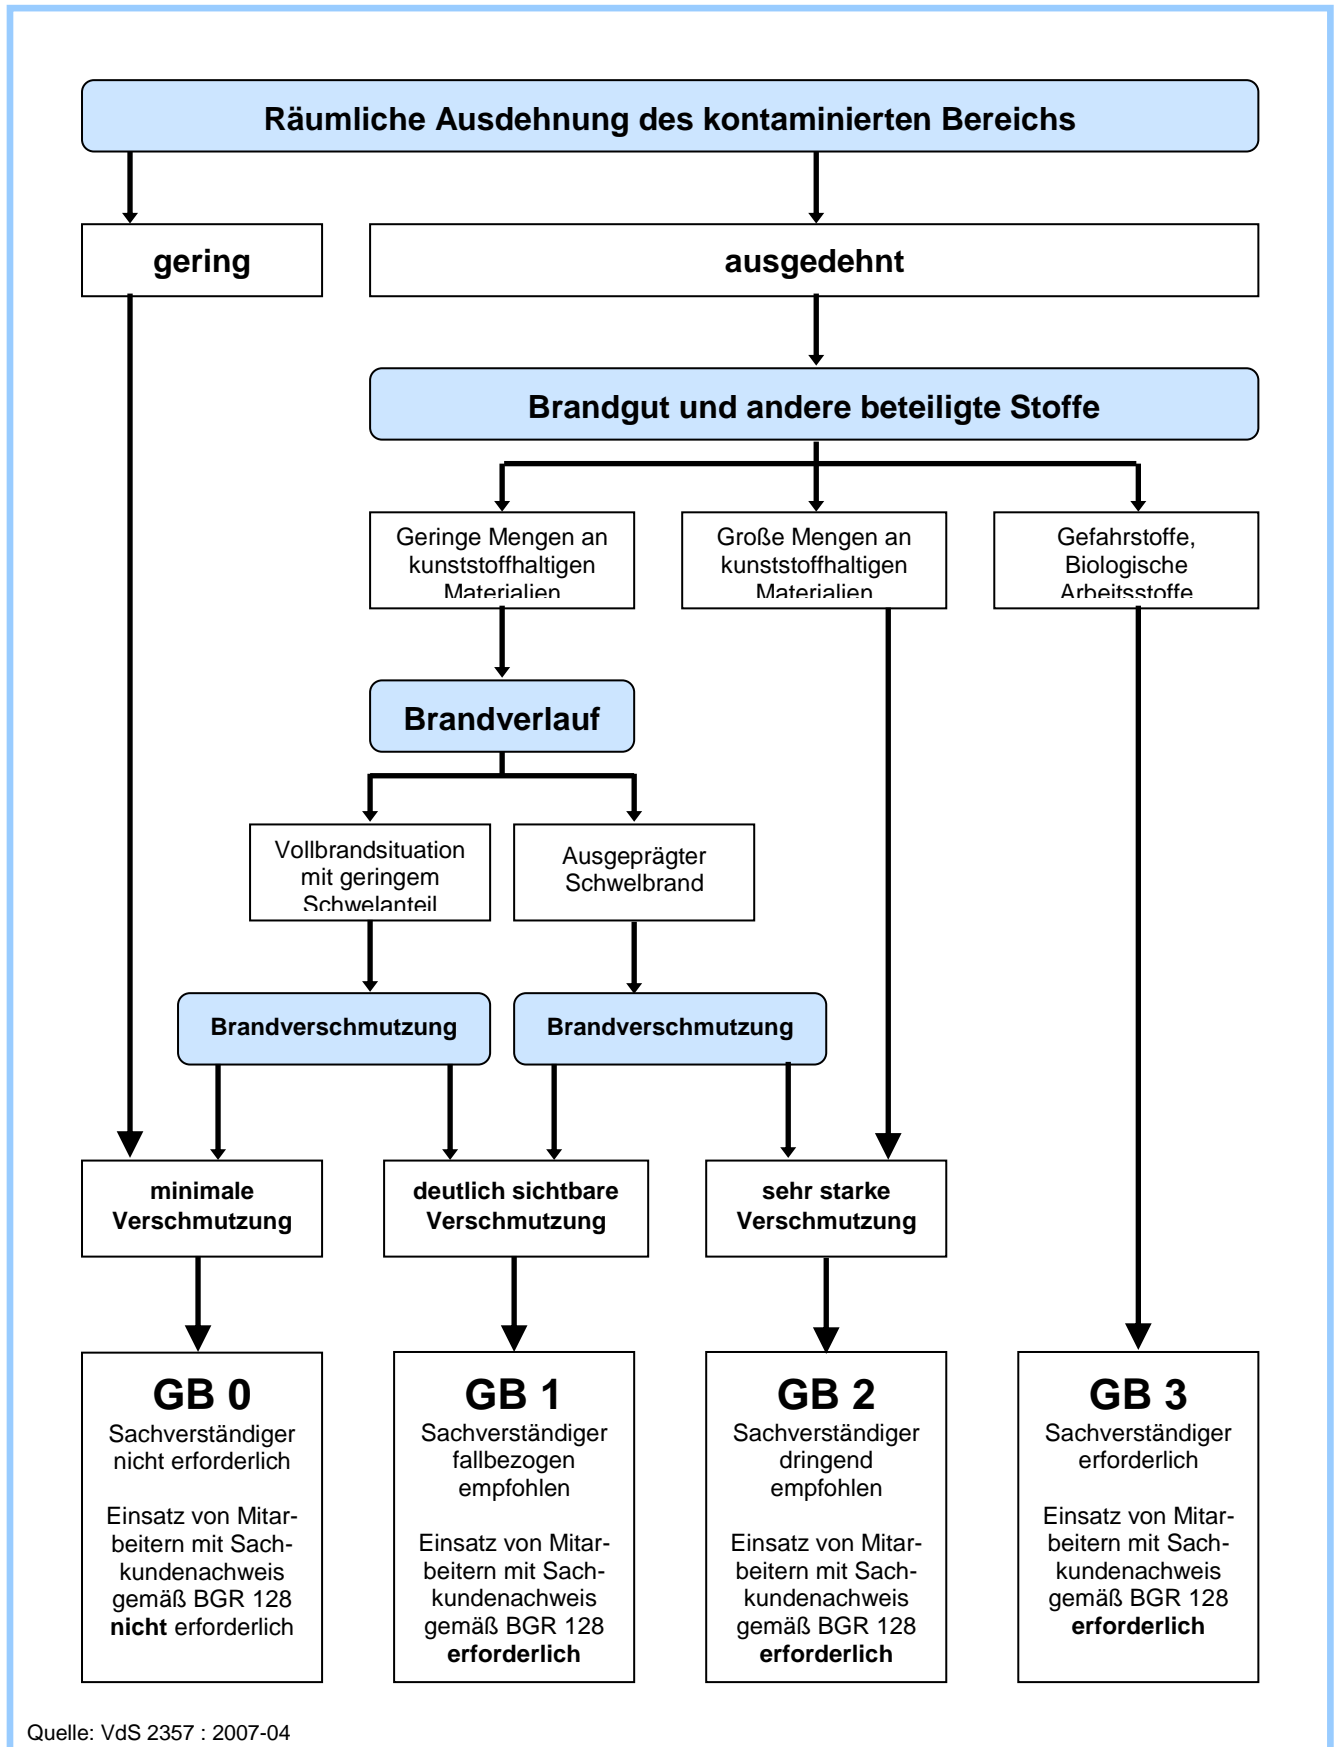 Räumliche Ausdehnung des kontaminierten Bereichs
gering
ausgedehnt
Brandgut und andere beteiligte Stoffe
Geringe Mengen an
kunststoffhaltigen
Materialien
Große Mengen an
kunststoffhaltigen
Materialien
Gefahrstoffe,
Biologische
Arbeitsstoffe
Brandverlauf
Vollbrandsituation
mit geringem
Schwelanteil
Ausgeprägter
Schwelbrand
Brandverschmutzung
Brandverschmutzung
minimale
Verschmutzung
deutlich sichtbare
Verschmutzung
sehr starke
Verschmutzung
GB 0
Sachverständiger
nicht erforderlich
Einsatz von Mitar-
beitern mit Sach-
kundenachweis
gemäß BGR 128
nicht erforderlich
GB 1
Sachverständiger
fallbezogen
empfohlen
Einsatz von Mitar-
beitern mit Sach-
kundenachweis
gemäß BGR 128
erforderlich
GB 2
Sachverständiger
dringend
empfohlen
Einsatz von Mitar-
beitern mit Sach-
kundenachweis
gemäß BGR 128
erforderlich
GB 3
Sachverständiger
erforderlich
Einsatz von Mitar-
beitern mit Sach-
kundenachweis
gemäß BGR 128
erforderlich
Quelle: VdS 2357 : 2007-04